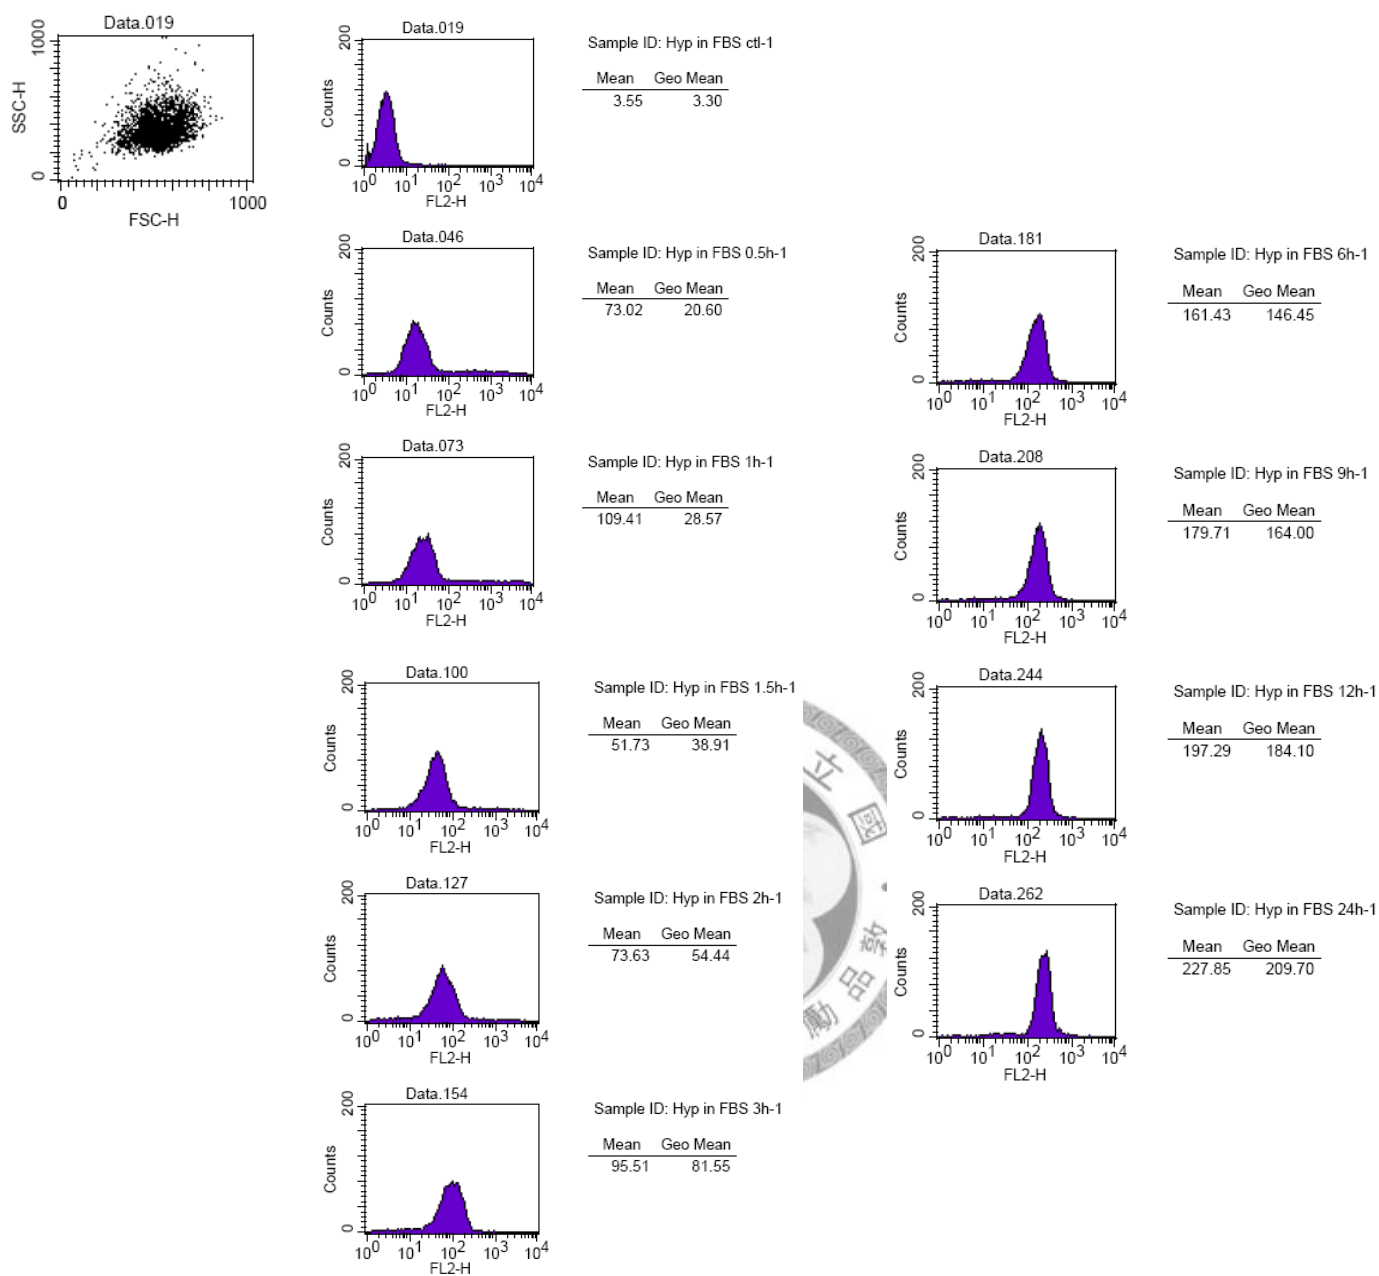 Data.019
1000
SSC-H
0
0 1000
FSC-H
Data.019
200
Counts
0
10^0 10^1 10^2 10^3 10^4
FL2-H
Sample ID: Hyp in FBS ctl-1
Mean Geo Mean
3.55 3.30
Data.046
200
Counts
0
10^0 10^1 10^2 10^3 10^4
FL2-H
Sample ID: Hyp in FBS 0.5h-1
Mean Geo Mean
73.02 20.60
Data.073
200
Counts
0
10^0 10^1 10^2 10^3 10^4
FL2-H
Sample ID: Hyp in FBS 1h-1
Mean Geo Mean
109.41 28.57
Data.100
200
Counts
0
10^0 10^1 10^2 10^3 10^4
FL2-H
Sample ID: Hyp in FBS 1.5h-1
Mean Geo Mean
51.73 38.91
Data.127
200
Counts
0
10^0 10^1 10^2 10^3 10^4
FL2-H
Sample ID: Hyp in FBS 2h-1
Mean Geo Mean
73.63 54.44
Data.154
200
Counts
0
10^0 10^1 10^2 10^3 10^4
FL2-H
Sample ID: Hyp in FBS 3h-1
Mean Geo Mean
95.51 81.55
Data.181
200
Counts
0
10^0 10^1 10^2 10^3 10^4
FL2-H
Sample ID: Hyp in FBS 6h-1
Mean Geo Mean
161.43 146.45
Data.208
200
Counts
0
10^0 10^1 10^2 10^3 10^4
FL2-H
Sample ID: Hyp in FBS 9h-1
Mean Geo Mean
179.71 164.00
Data.244
200
Counts
0
10^0 10^1 10^2 10^3 10^4
FL2-H
Sample ID: Hyp in FBS 12h-1
Mean Geo Mean
197.29 184.10
Data.262
200
Counts
0
10^0 10^1 10^2 10^3 10^4
FL2-H
Sample ID: Hyp in FBS 24h-1
Mean Geo Mean
227.85 209.70
立國
敦品勵